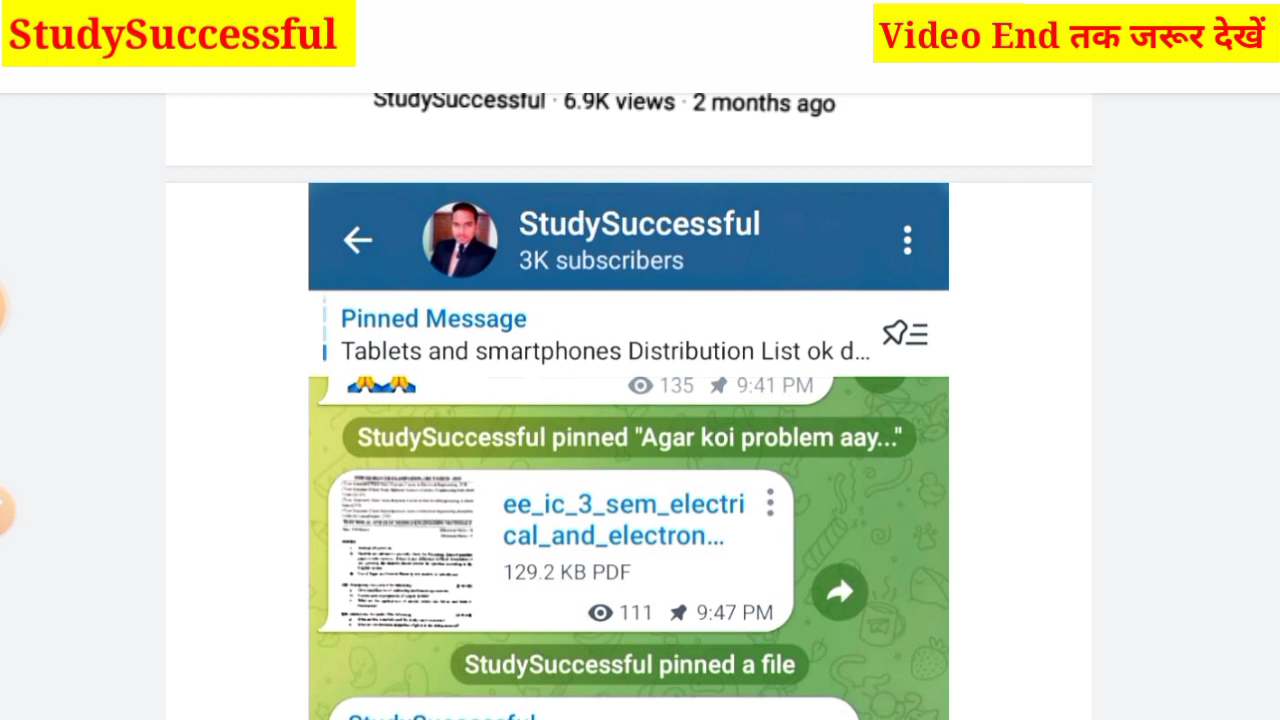 StudySuccessful
Video End तक जरूर देखें
StudySuccessful · 6.9K views · 2 months ago
StudySuccessful
3K subscribers
Pinned Message
Tablets and smartphones Distribution List ok d...
135 9:41 PM
StudySuccessful pinned "Agar koi problem aay..."
ee_ic_3_sem_electri
cal_and_electron...
129.2 KB PDF
111 9:47 PM
StudySuccessful pinned a file
StudySuccessful